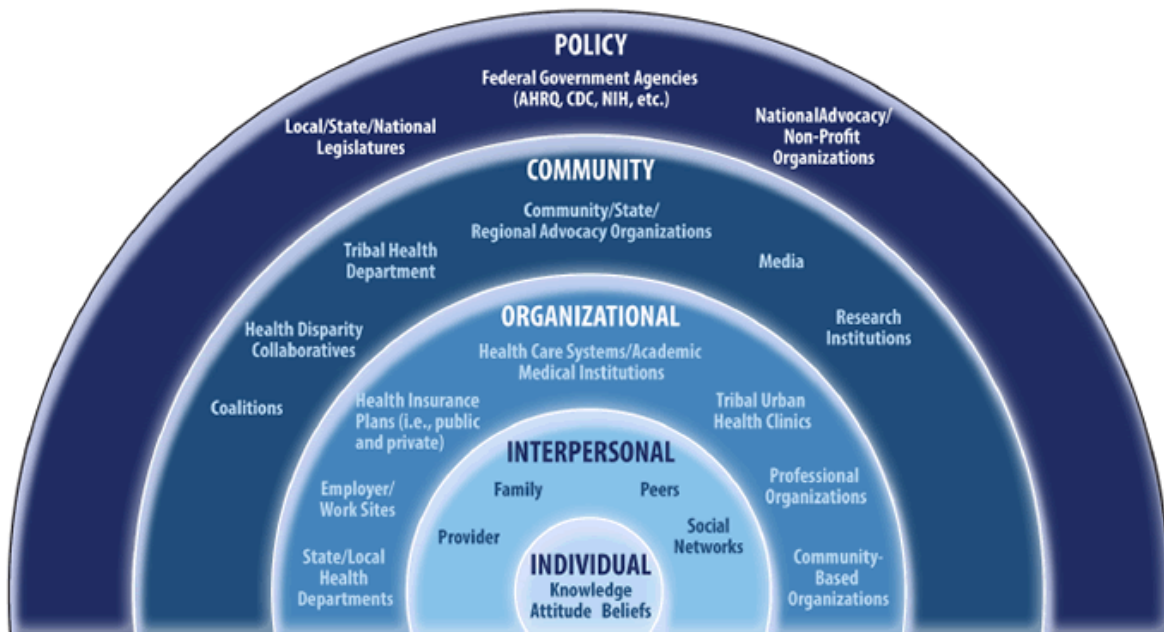 POLICY
Federal Government Agencies
(AHRQ, CDC, NIH, etc.)
Local/State/National
Legislatures
NationalAdvocacy/
Non-Profit
Organizations
COMMUNITY
Community/State/
Regional Advocacy Organizations
Tribal Health
Department
Media
Health Disparity
Collaboratives
Research
Institutions
Coalitions
ORGANIZATIONAL
Health Care Systems/Academic
Medical Institutions
Health Insurance
Plans (i.e., public
and private)
Tribal Urban
Health Clinics
Employer/
Work Sites
Professional
Organizations
State/Local
Health
Departments
Community-
Based
Organizations
INTERPERSONAL
Family
Peers
Provider
Social
Networks
INDIVIDUAL
Knowledge
Attitude Beliefs